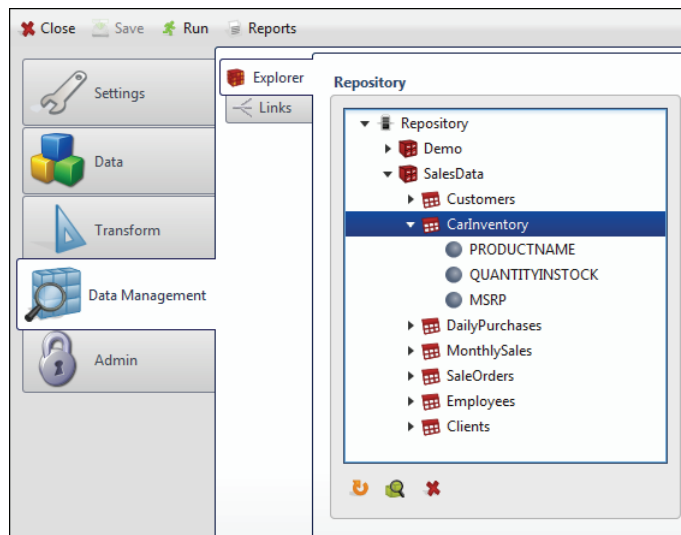 Close Save Run Reports
Settings
Data
Transform
Data Management
Admin
Explorer
Links
Repository
Repository
Demo
SalesData
Customers
CarInventory
PRODUCTNAME
QUANTITYINSTOCK
MSRP
DailyPurchases
MonthlySales
SaleOrders
Employees
Clients